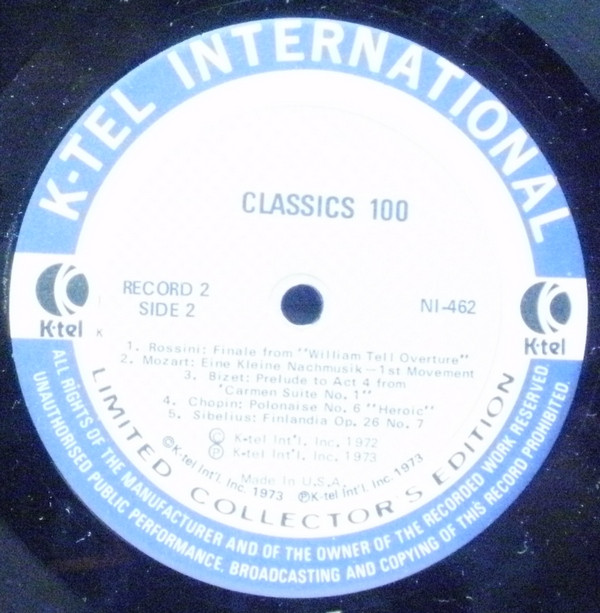 K-TEL INTERNATIONAL
CLASSICS 100
RECORD 2
SIDE 2
NI-462
K-tel
K-tel
K
1. Rossini: Finale from "William Tell Overture"
2. Mozart: Eine Kleine Nachmusik—1st Movement
3. Bizet: Prelude to Act 4 from
"Carmen Suite No. 1"
4. Chopin: Polonaise No. 6 "Heroic"
5. Sibelius: Finlandia Op. 26 No. 7
© K-tel Int'l. Inc. 1972
℗ K-tel Int'l. Inc. 1973
Made in U.S.A.
©K-tel Int'l. Inc. 1973 ℗K-tel Int'l. Inc. 1973
LIMITED COLLECTOR'S EDITION
ALL RIGHTS OF THE MANUFACTURER AND OF THE OWNER OF THE RECORDED WORK RESERVED
UNAUTHORISED PUBLIC PERFORMANCE, BROADCASTING AND COPYING OF THIS RECORD PROHIBITED.